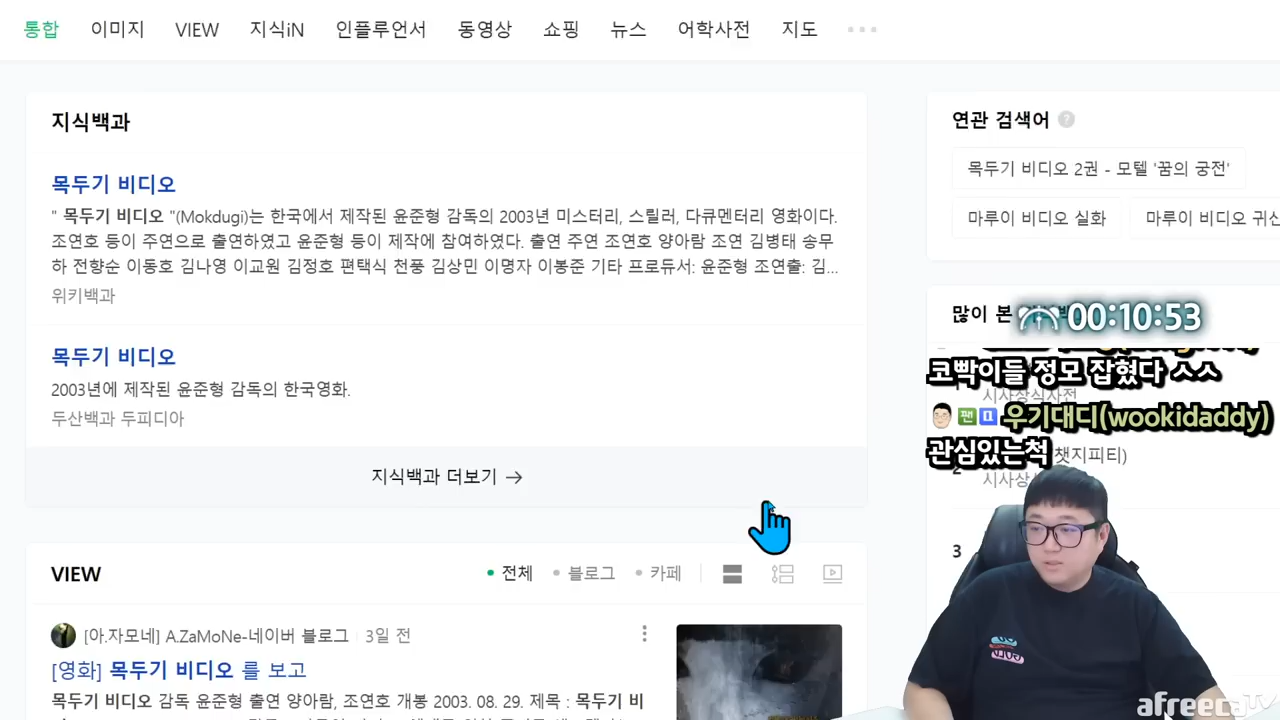 통합 이미지 VIEW 지식iN 인플루언서 동영상 쇼핑 뉴스 어학사전 지도
지식백과
목두기 비디오
" 목두기 비디오 "(Mokdugi)는 한국에서 제작된 윤준형 감독의 2003년 미스터리, 스릴러, 다큐멘터리 영화이다.
조연호 등이 주연으로 출연하였고 윤준형 등이 제작에 참여하였다. 출연 주연 조연호 양아람 조연 김병태 송무
하 전향순 이동호 김나영 이교원 김정호 편택식 천풍 김상민 이명자 이봉준 기타 프로듀서: 윤준형 조연출: 김...
위키백과
목두기 비디오
2003년에 제작된 윤준형 감독의 한국영화.
두산백과 두피디아
지식백과 더보기 →
VIEW
전체 블로그 카페
[아.자모네] A.ZaMoNe-네이버 블로그 3일 전
[영화] 목두기 비디오 를 보고
목두기 비디오 감독 윤준형 출연 양아람, 조연호 개봉 2003. 08. 29. 제목 : 목두기 비
연관 검색어 ?
목두기 비디오 2권 - 모텔 '꿈의 궁전'
마루이 비디오 실화
마루이 비디오 귀신
많이 본
00:10:53
코빡이들 정모 잡혔다 ㅅㅅ
시사상식사전
팬 우기대디(wookidaddy)
관심있는척
2 챗지피티)
시사상
3
afreecaTV